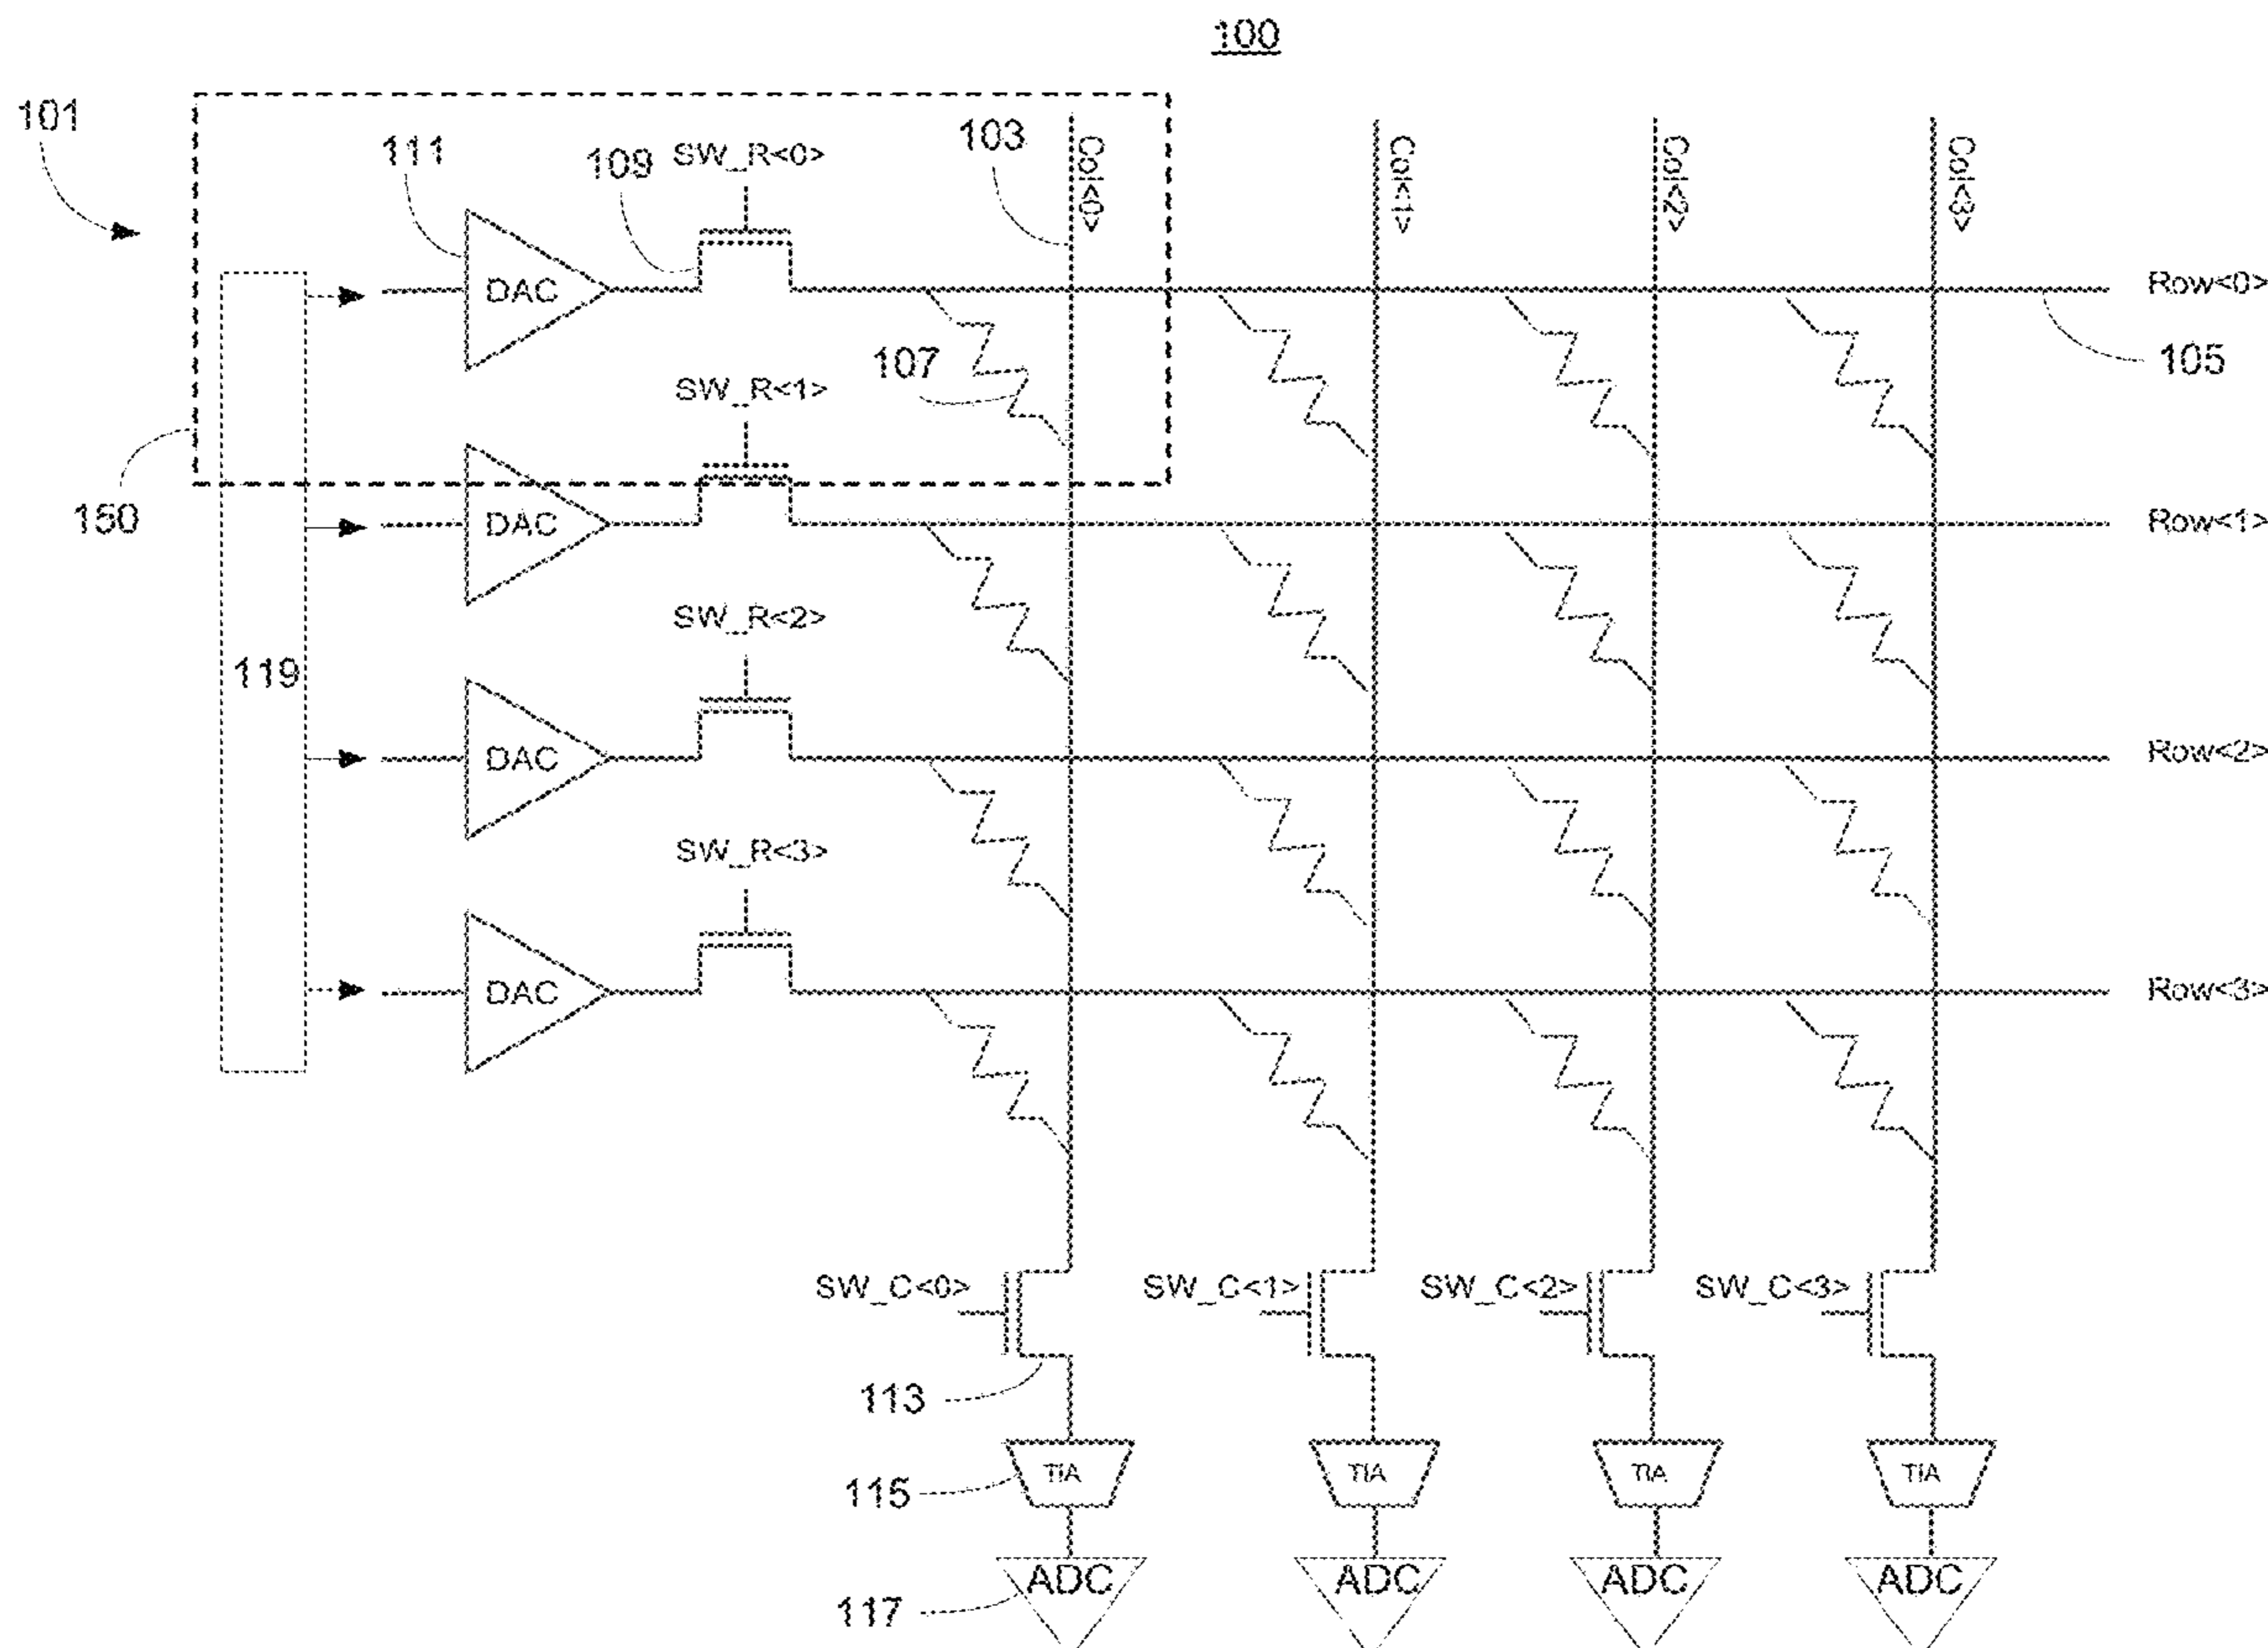 100
101
111
109
SW_R<0>
103
Col<0>
Col<1>
Col<2>
Col<3>
DAC
Row<0>
107
105
SW_R<1>
150
DAC
Row<1>
SW_R<2>
119
DAC
Row<2>
SW_R<3>
DAC
Row<3>
SW_C<0>
SW_C<1>
SW_C<2>
SW_C<3>
113
TIA
TIA
TIA
TIA
115
ADC
ADC
ADC
ADC
117